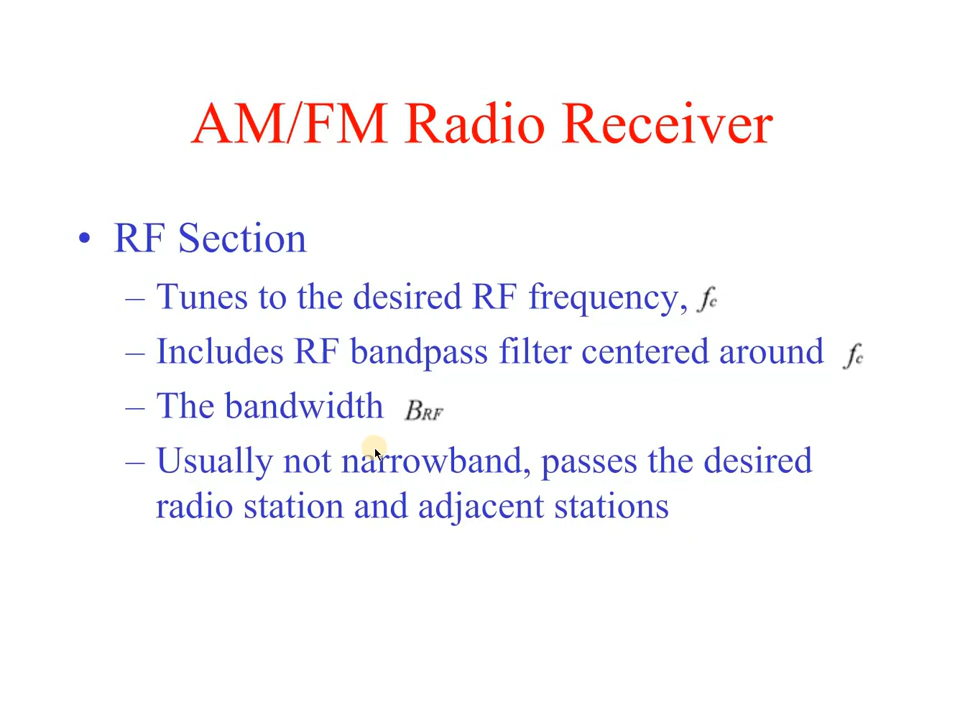 AM/FM Radio Receiver
• RF Section
– Tunes to the desired RF frequency, fc
– Includes RF bandpass filter centered around fc
– The bandwidth BRF
– Usually not narrowband, passes the desired
radio station and adjacent stations